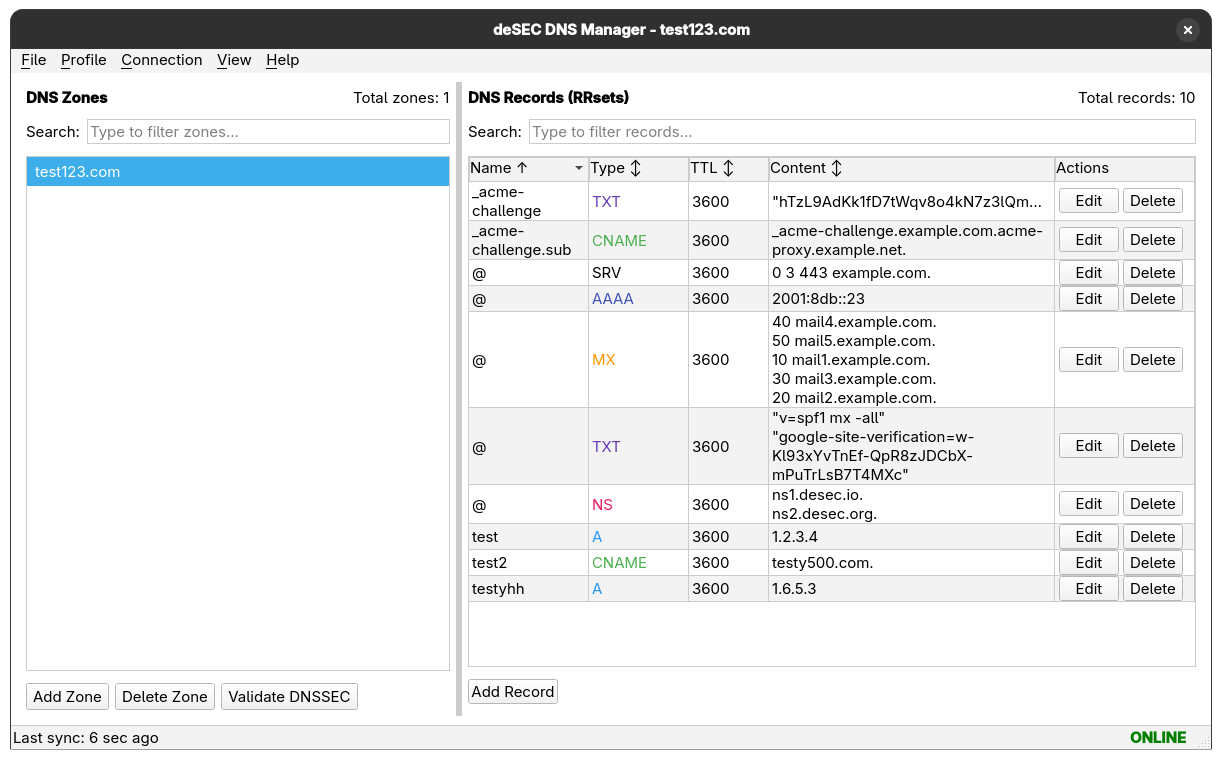 deSEC DNS Manager - test123.com
File Profile Connection View Help
DNS Zones Total zones: 1
Search: Type to filter zones...
test123.com
Add Zone Delete Zone Validate DNSSEC
DNS Records (RRsets) Total records: 10
Search: Type to filter records...
Name ↑ Type ↕ TTL ↕ Content ↕ Actions
_acme-
challenge TXT 3600 "hTzL9AdKk1fD7tWqv8o4kN7z3lQm... Edit Delete
_acme-
challenge.sub CNAME 3600 _acme-challenge.example.com.acme-
proxy.example.net. Edit Delete
@ SRV 3600 0 3 443 example.com. Edit Delete
@ AAAA 3600 2001:8db::23 Edit Delete
@ MX 3600 40 mail4.example.com.
50 mail5.example.com.
10 mail1.example.com.
30 mail3.example.com.
20 mail2.example.com. Edit Delete
@ TXT 3600 "v=spf1 mx -all"
"google-site-verification=w-
Kl93xYvTnEf-QpR8zJDCbX-
mPuTrLsB7T4MXc" Edit Delete
@ NS 3600 ns1.desec.io.
ns2.desec.org. Edit Delete
test A 3600 1.2.3.4 Edit Delete
test2 CNAME 3600 testy500.com. Edit Delete
testyhh A 3600 1.6.5.3 Edit Delete
Add Record
Last sync: 6 sec ago ONLINE